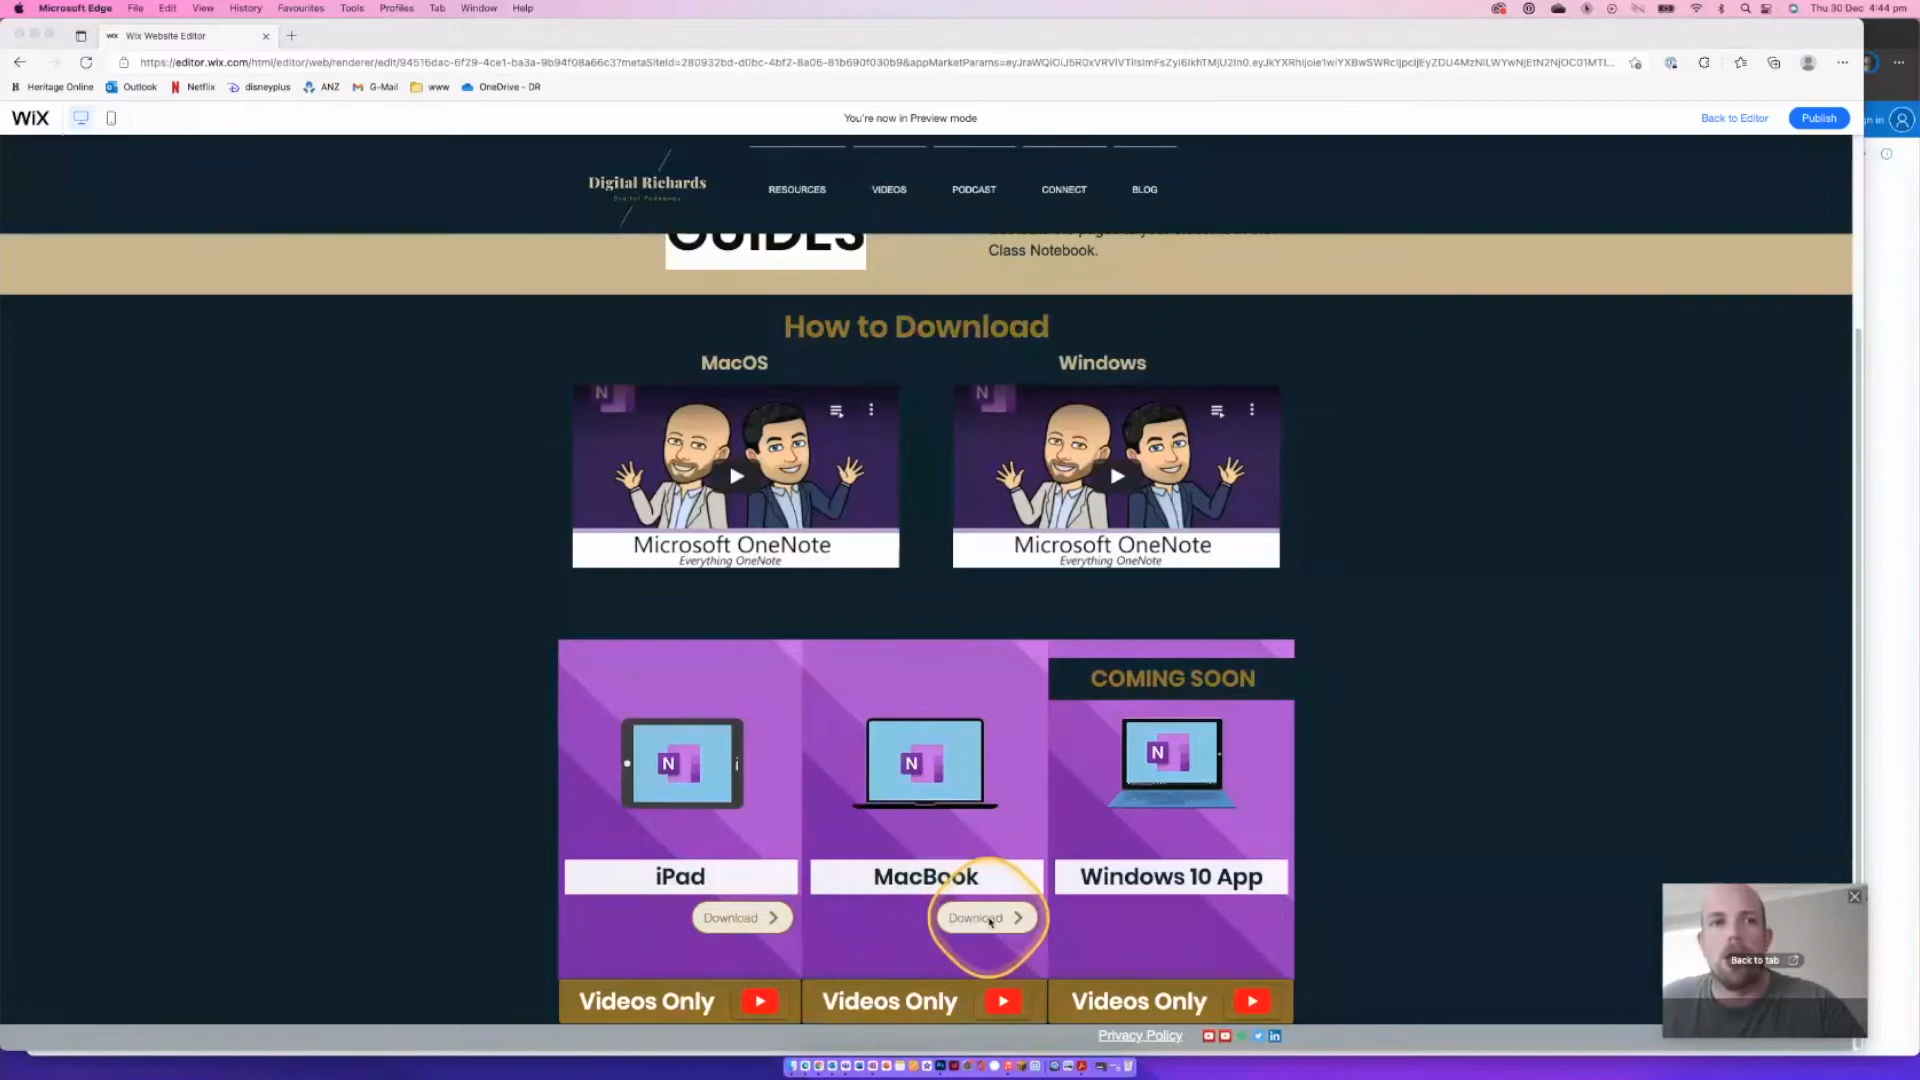 Microsoft Edge File Edit View History Favourites Tools Profiles Tab Window Help Thu 30 Dec 4:44 pm
WiX Wix Website Editor
Heritage Online Outlook Netflix disneyplus ANZ G-Mail www OneDrive - DR
WiX You're now in Preview mode Back to Editor Publish
Digital Richards
RESOURCES VIDEOS PODCAST CONNECT BLOG
GUIDES
Class Notebook.
How to Download
MacOS Windows
N N
Microsoft OneNote Microsoft OneNote
Everything OneNote Everything OneNote
COMING SOON
N N N
iPad MacBook Windows 10 App
Download Download
Back to tab
Videos Only Videos Only Videos Only
Privacy Policy